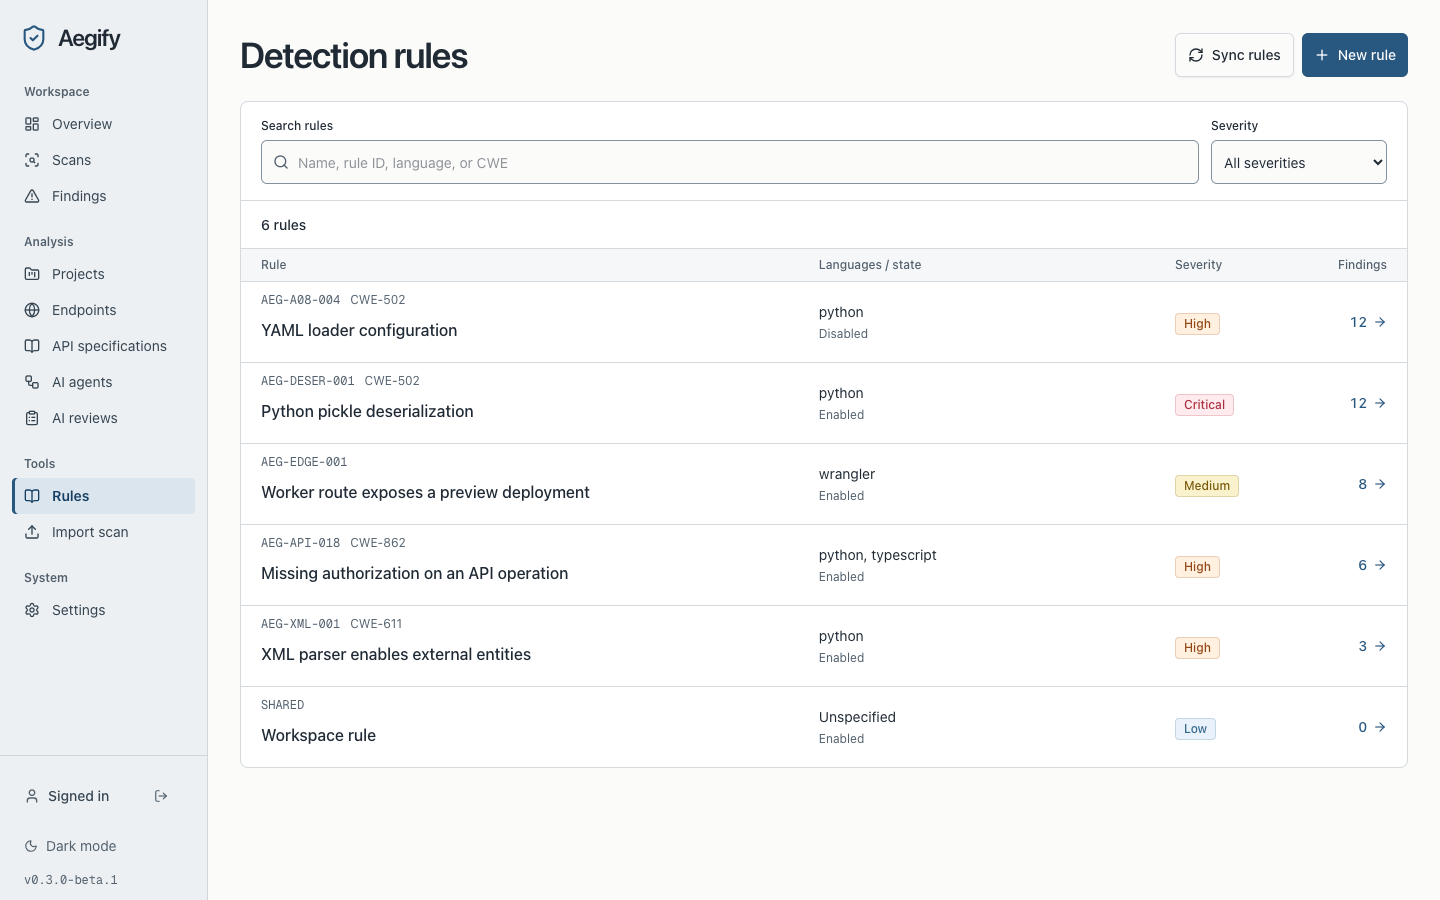 Aegify
Workspace
Overview
Scans
Findings
Analysis
Projects
Endpoints
API specifications
AI agents
AI reviews
Tools
Rules
Import scan
System
Settings
Signed in
Dark mode
v0.3.0-beta.1
Detection rules
Sync rules
New rule
Search rules
Severity
Name, rule ID, language, or CWE
All severities
6 rules
Rule Languages / state Severity Findings
AEG-A08-004 CWE-502
YAML loader configuration
python
Disabled
High
12
AEG-DESER-001 CWE-502
Python pickle deserialization
python
Enabled
Critical
12
AEG-EDGE-001
Worker route exposes a preview deployment
wrangler
Enabled
Medium
8
AEG-API-018 CWE-862
Missing authorization on an API operation
python, typescript
Enabled
High
6
AEG-XML-001 CWE-611
XML parser enables external entities
python
Enabled
High
3
SHARED
Workspace rule
Unspecified
Enabled
Low
0